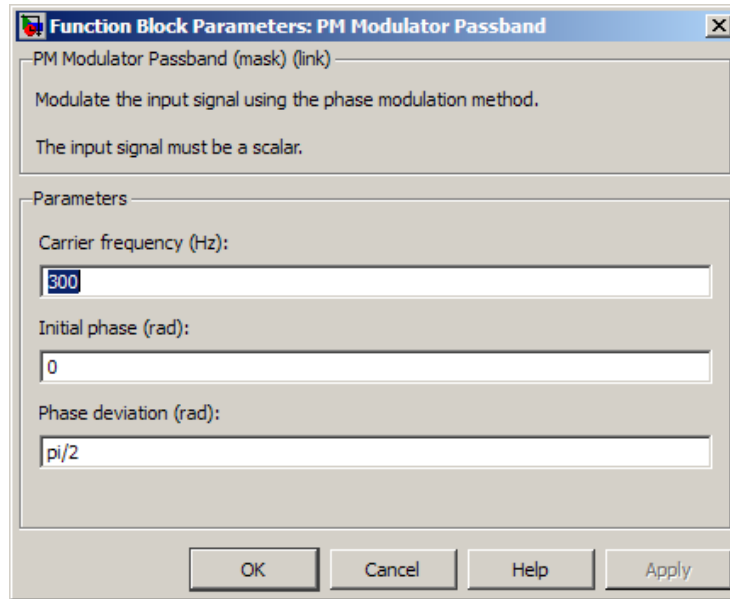 Function Block Parameters: PM Modulator Passband
PM Modulator Passband (mask) (link)
Modulate the input signal using the phase modulation method.
The input signal must be a scalar.
Parameters
Carrier frequency (Hz):
300
Initial phase (rad):
0
Phase deviation (rad):
pi/2
OK Cancel Help Apply